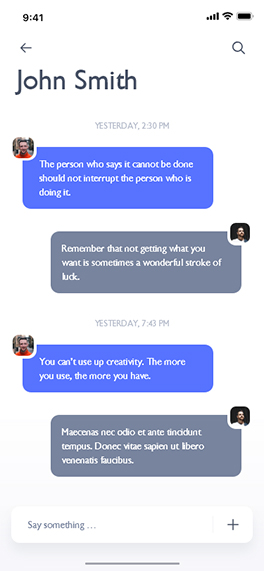 9:41
John Smith
YESTERDAY, 2:30 PM
The person who says it cannot be done
should not interrupt the person who is
doing it.
Remember that not getting what you
want is sometimes a wonderful stroke of
luck.
YESTERDAY, 7:43 PM
You can't use up creativity. The more
you use, the more you have.
Maecenas nec odio et ante tincidunt
tempus. Donec vitae sapien ut libero
venenatis faucibus.
Say something ...